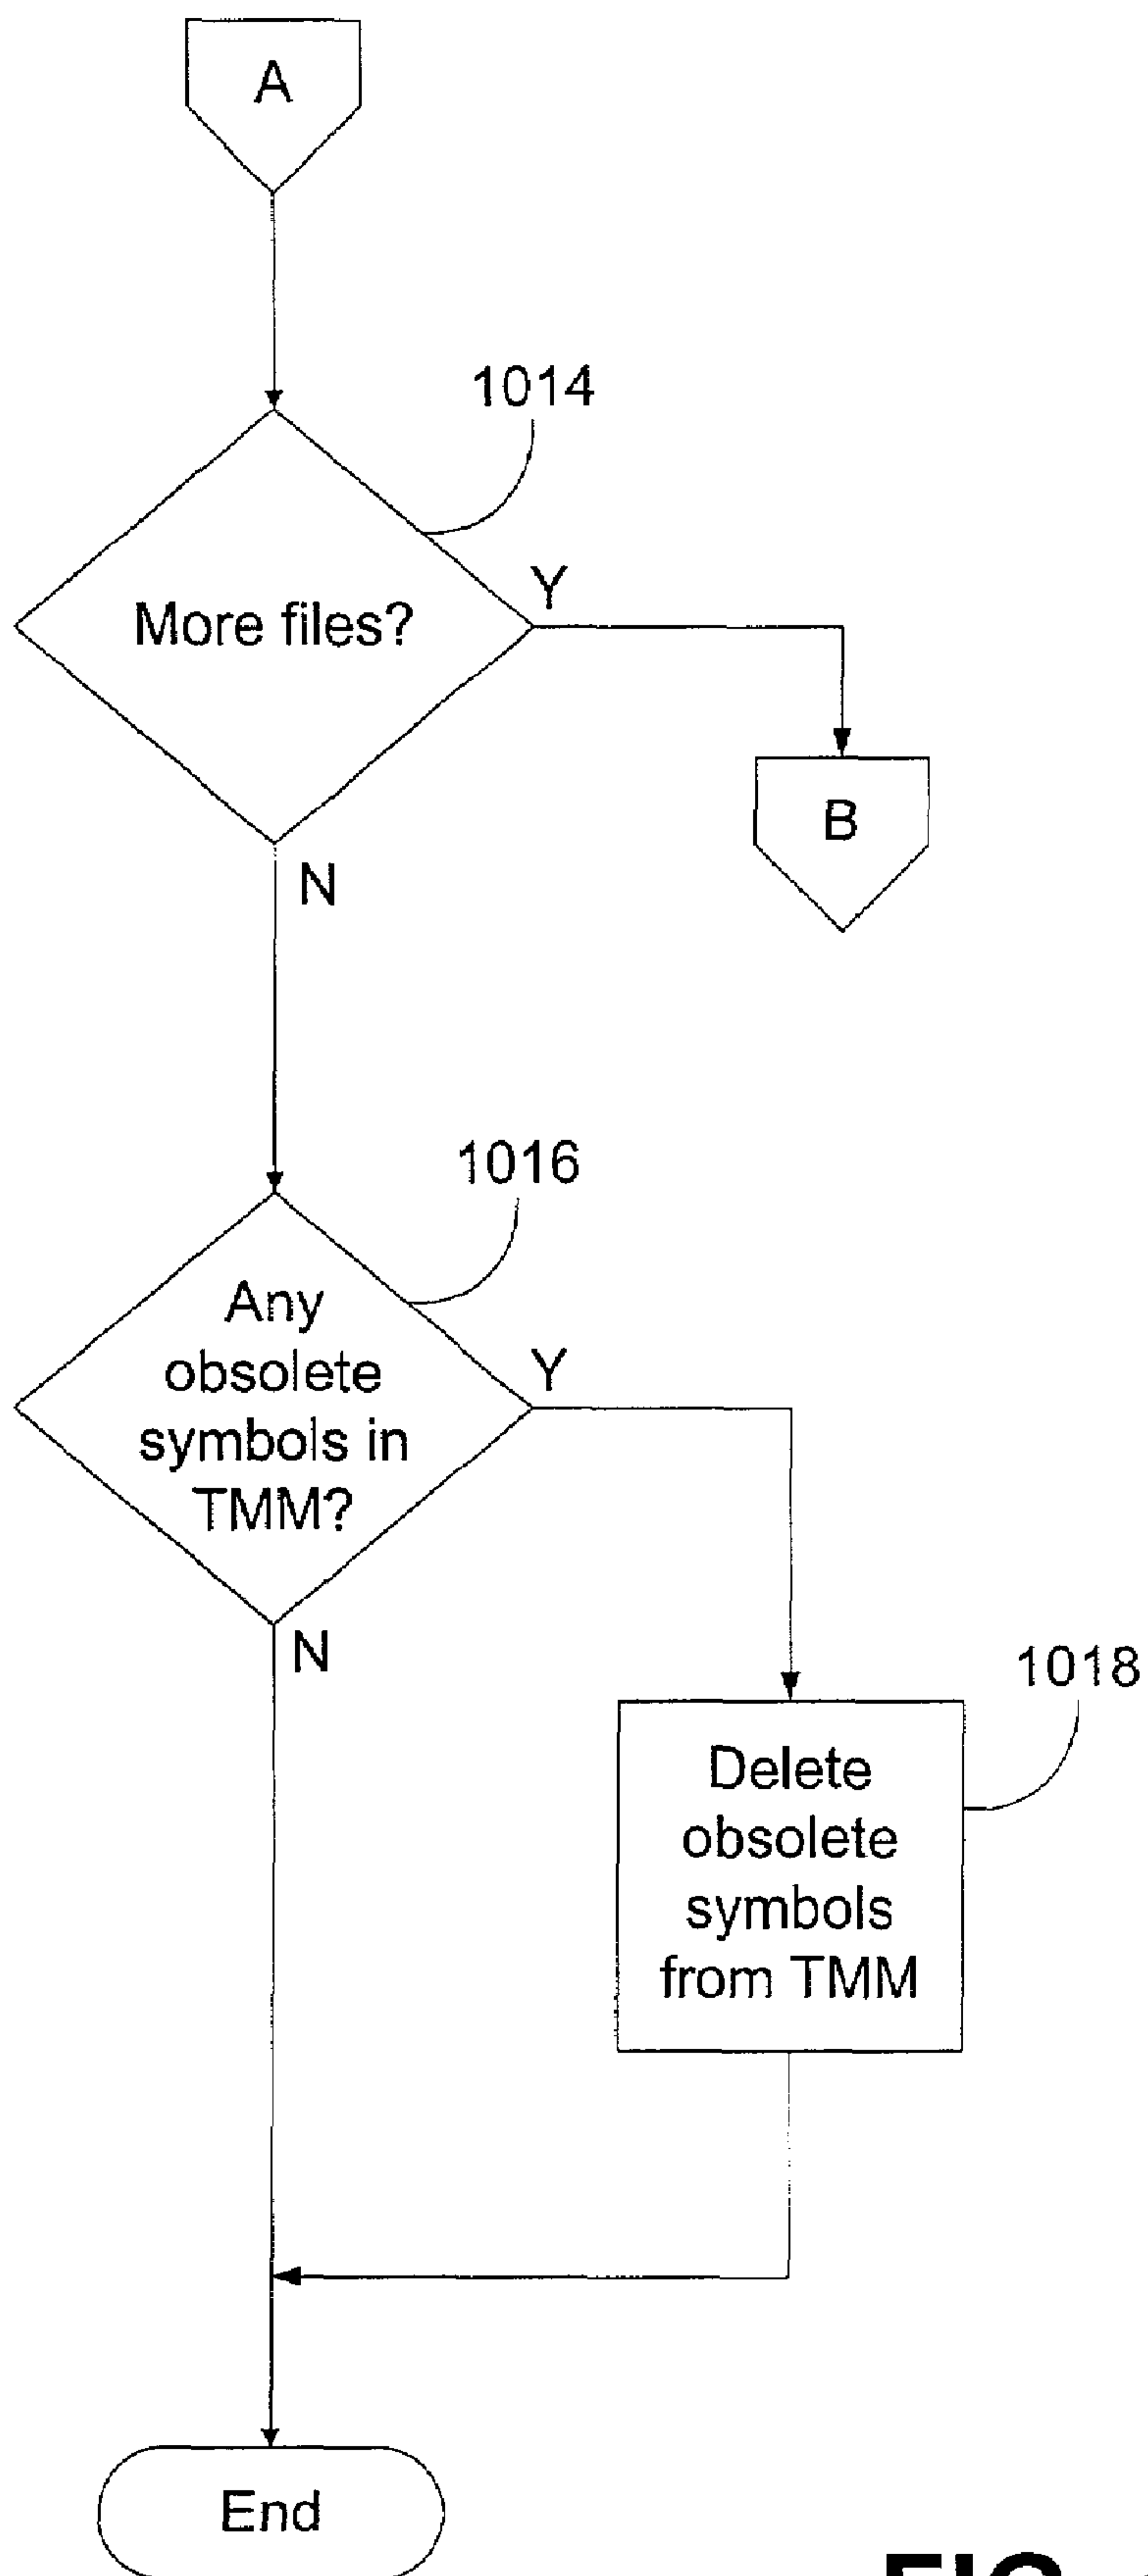 A
1014
More files?
Y
B
N
1016
Any
obsolete
symbols in
TMM?
Y
N
1018
Delete
obsolete
symbols
from TMM
End